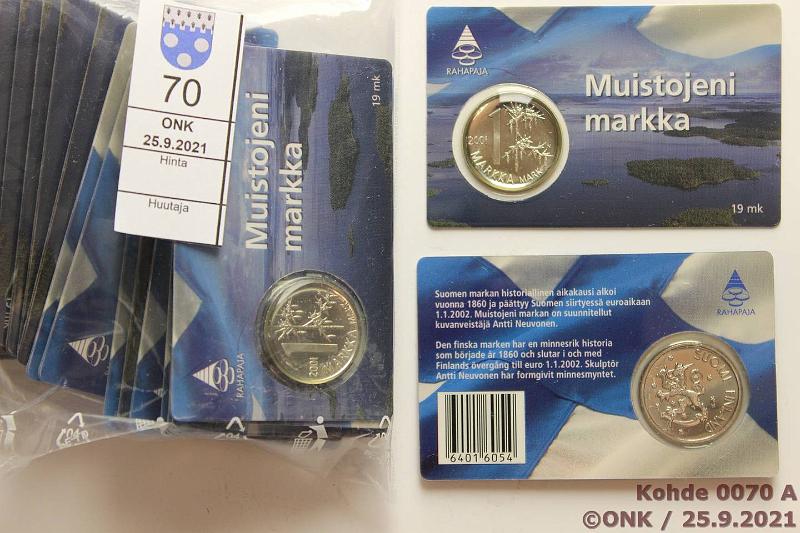 70
ONK
25.9.2021
Hinta
Huutaja
Muistojeni
markka
19 mk
1
2001
MARKKA
RAHAPAJA
RAHAPAJA
Muistojeni
markka
1
2001
MARKKA MARK
19 mk
Suomen markan historiallinen aikakausi alkoi
vuonna 1860 ja päättyy Suomen siirtyessä euroaikaan
1.1.2002. Muistojeni markan on suunnitellut
kuvanveistäjä Antti Neuvonen.
Den finska marken har en minnesrik historia
som började år 1860 och slutar i och med
Finlands övergång till euro 1.1.2002. Skulptör
Antti Neuvonen har formgivit minnesmyntet.
RAHAPAJA
SUOMI FINLAND
64016054
Kohde 0070 A
©ONK / 25.9.2021